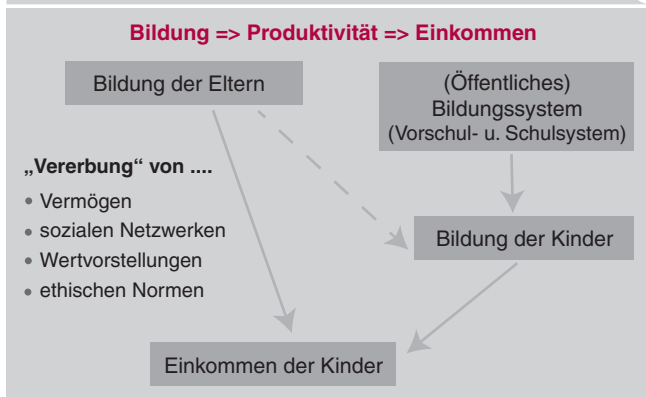 Bildung => Produktivität => Einkommen
Bildung der Eltern
(Öffentliches)
Bildungssystem
(Vorschul- u. Schulsystem)
„Vererbung“ von ....
• Vermögen
• sozialen Netzwerken
• Wertvorstellungen
• ethischen Normen
Bildung der Kinder
Einkommen der Kinder